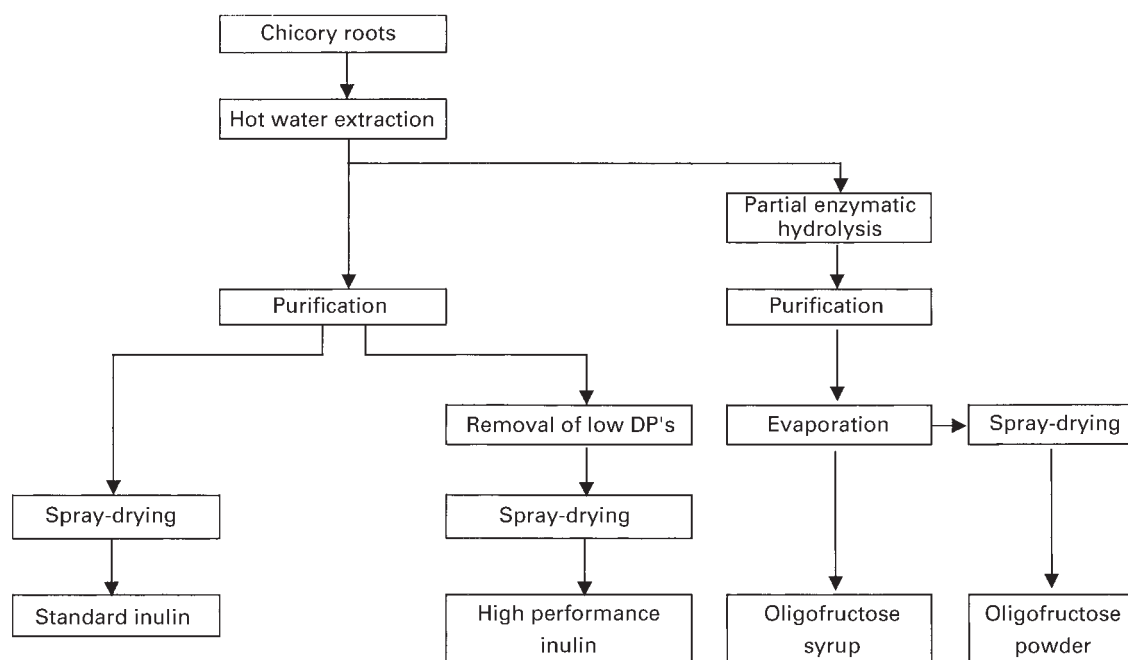 Chicory roots
Hot water extraction
Partial enzymatic
hydrolysis
Purification
Purification
Removal of low DP's
Evaporation
Spray-drying
Spray-drying
Spray-drying
Standard inulin
High performance
inulin
Oligofructose
syrup
Oligofructose
powder